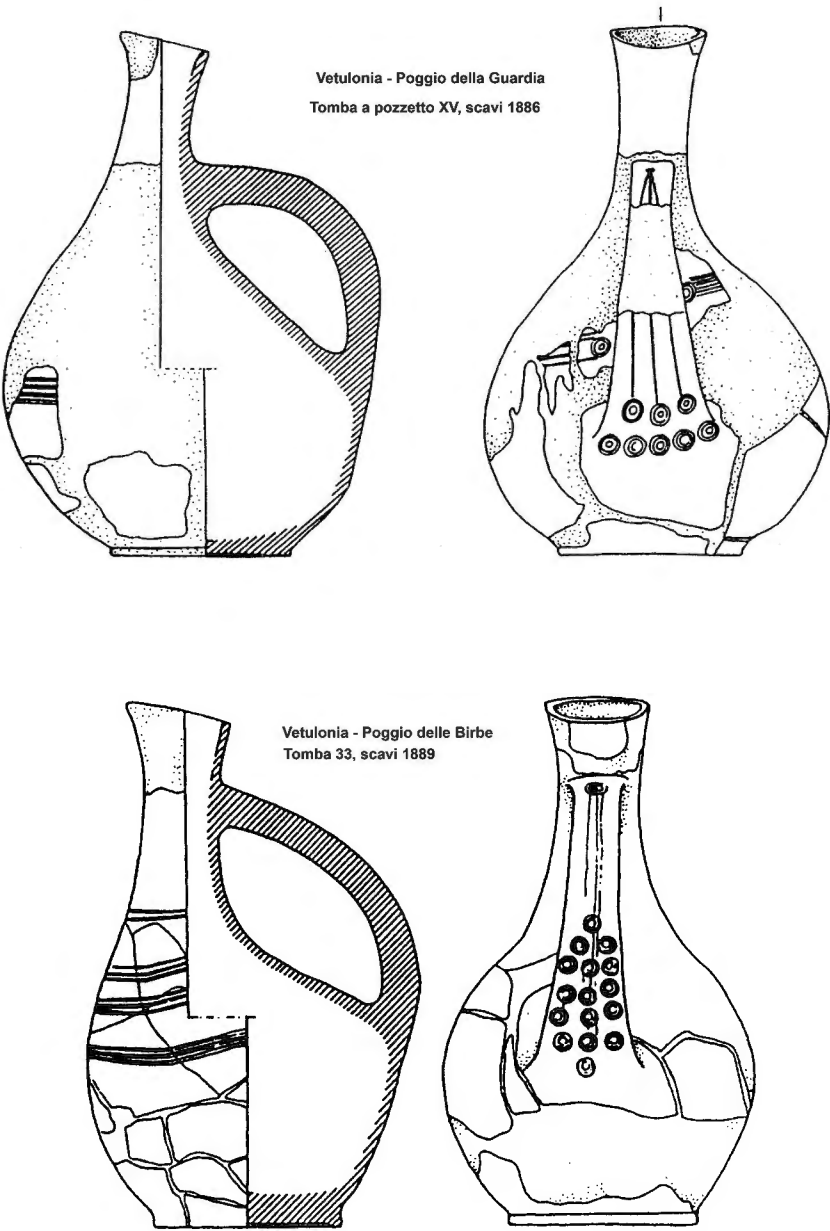 Vetulonia - Poggio della Guardia
Tomba a pozzetto XV, scavi 1886
Vetulonia - Poggio delle Birbe
Tomba 33, scavi 1889